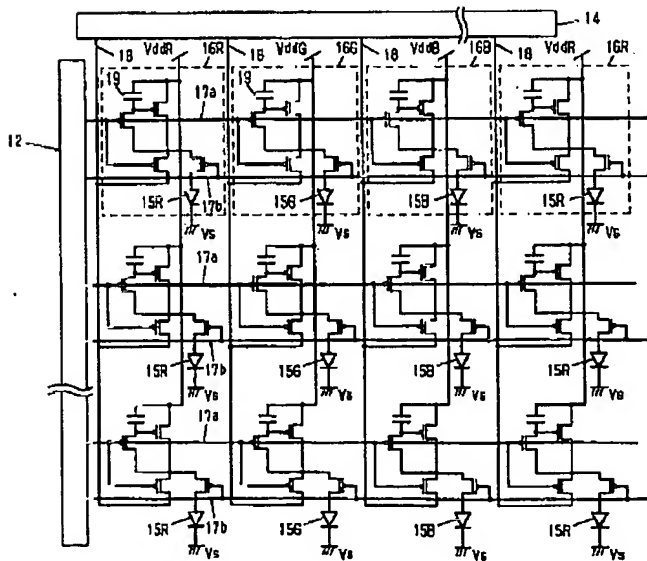 14
18 VddR 16R 18 VddG 16G 18 VddB 16B 18 VddR 16R
19 19
17a
12
17b
15R 15G 15B 15R
VS VS VS VS
17a
17b
15R 15G 15B 15R
VS VS VS VS
17a
17b
15R 15G 15B 15R
VS VS VS VS